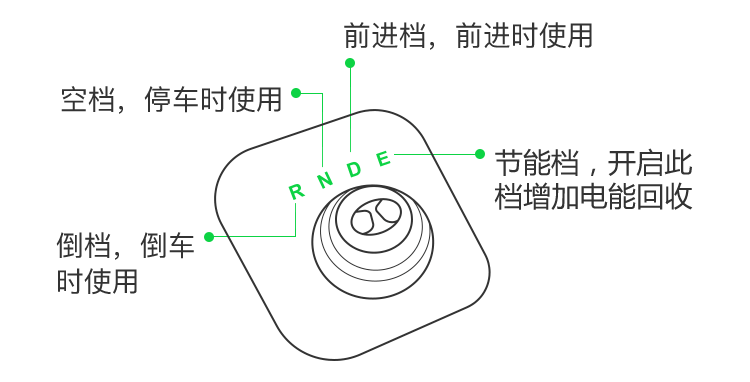 前进档，前进时使用
空档，停车时使用
R N D E
节能档，开启此
档增加电能回收
倒档，倒车
时使用